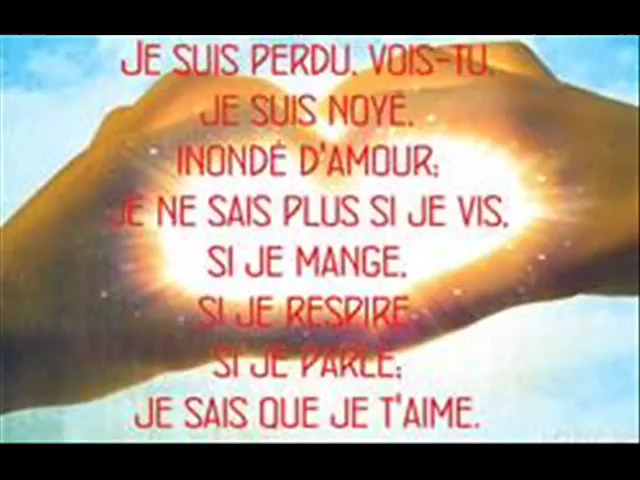 JE SUIS PERDU, VOIS-TU,
JE SUIS NOYÉ,
INONDÉ D'AMOUR;
JE NE SAIS PLUS SI JE VIS,
SI JE MANGE,
SI JE RESPIRE,
SI JE PARLE;
JE SAIS QUE JE T'AIME.